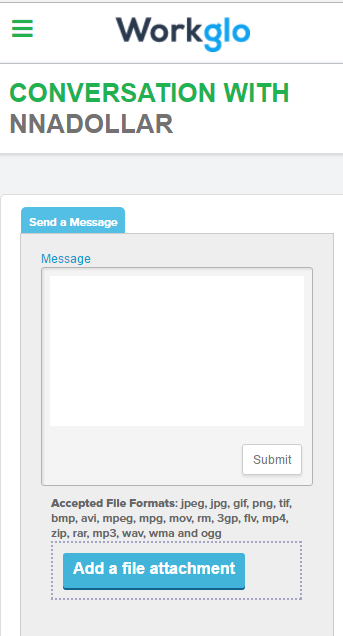 Workglo
CONVERSATION WITH
NNADOLLAR
Send a Message
Message
Submit
Accepted File Formats: jpeg, jpg, gif, png, tif,
bmp, avi, mpeg, mpg, mov, rm, 3gp, flv, mp4,
zip, rar, mp3, wav, wma and ogg
Add a file attachment